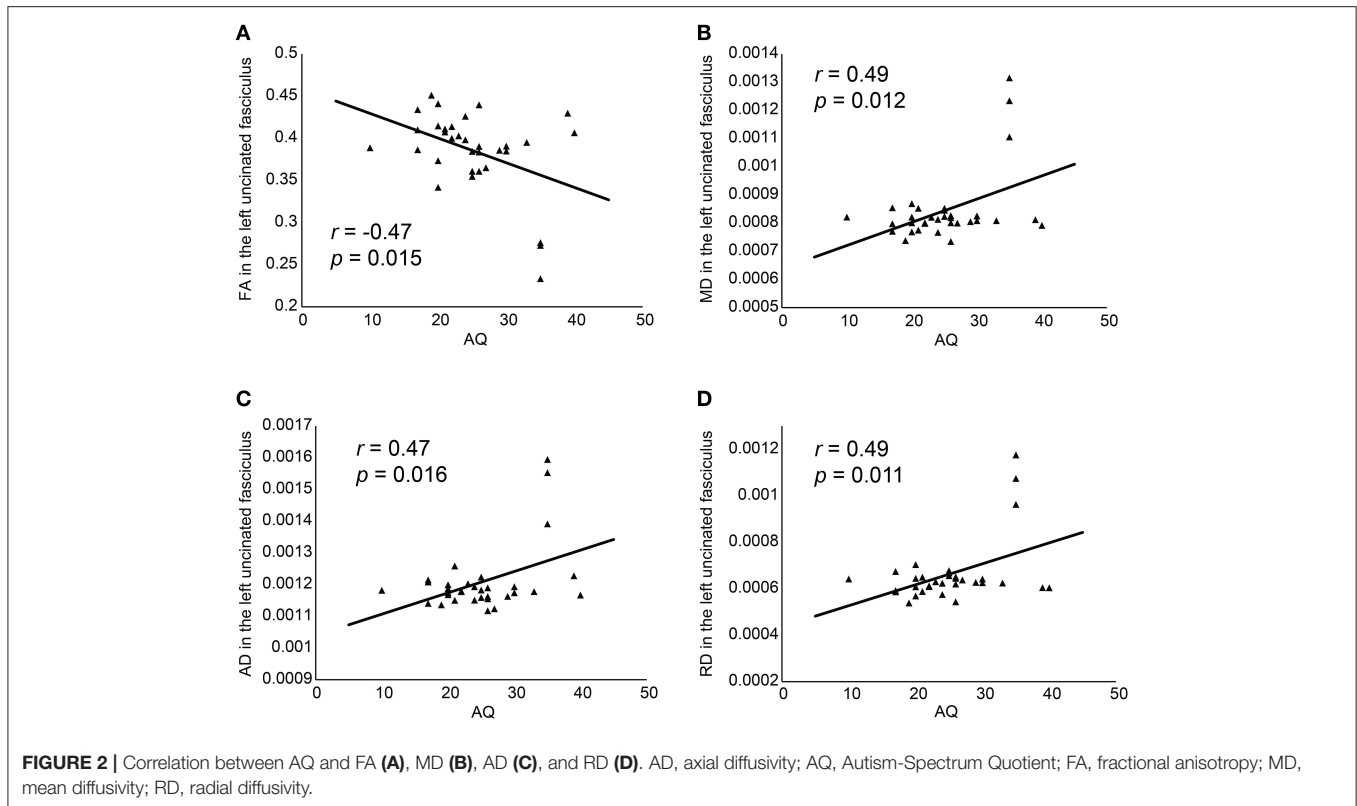 A
FA in the left uncinated fasciculus
0.5
0.45
0.4
0.35
0.3
0.25
0.2
r = -0.47
p = 0.015
0 10 20 30 40 50
AQ
B
MD in the left uncinated fasciculus
0.0014
0.0013
0.0012
0.0011
0.001
0.0009
0.0008
0.0007
0.0006
0.0005
r = 0.49
p = 0.012
0 10 20 30 40 50
AQ
C
AD in the left uncinated fasciculus
0.0017
0.0016
0.0015
0.0014
0.0013
0.0012
0.0011
0.001
0.0009
r = 0.47
p = 0.016
0 10 20 30 40 50
AQ
D
RD in the left uncinated fasciculus
0.0012
0.001
0.0008
0.0006
0.0004
0.0002
r = 0.49
p = 0.011
0 10 20 30 40 50
AQ
FIGURE 2 | Correlation between AQ and FA (A), MD (B), AD (C), and RD (D). AD, axial diffusivity; AQ, Autism-Spectrum Quotient; FA, fractional anisotropy; MD,
mean diffusivity; RD, radial diffusivity.